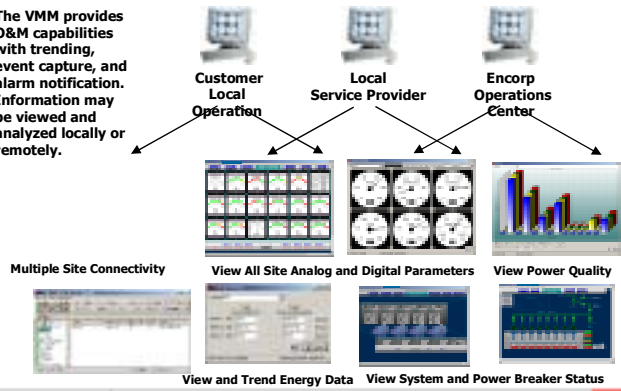 The VMM provides
O&M capabilities
with trending,
event capture, and
alarm notification.
Information may
be viewed and
analyzed locally or
remotely.
Customer
Local
Operation
Local
Service Provider
Encorp
Operations
Center
Multiple Site Connectivity
View All Site Analog and Digital Parameters
View Power Quality
View and Trend Energy Data
View System and Power Breaker Status